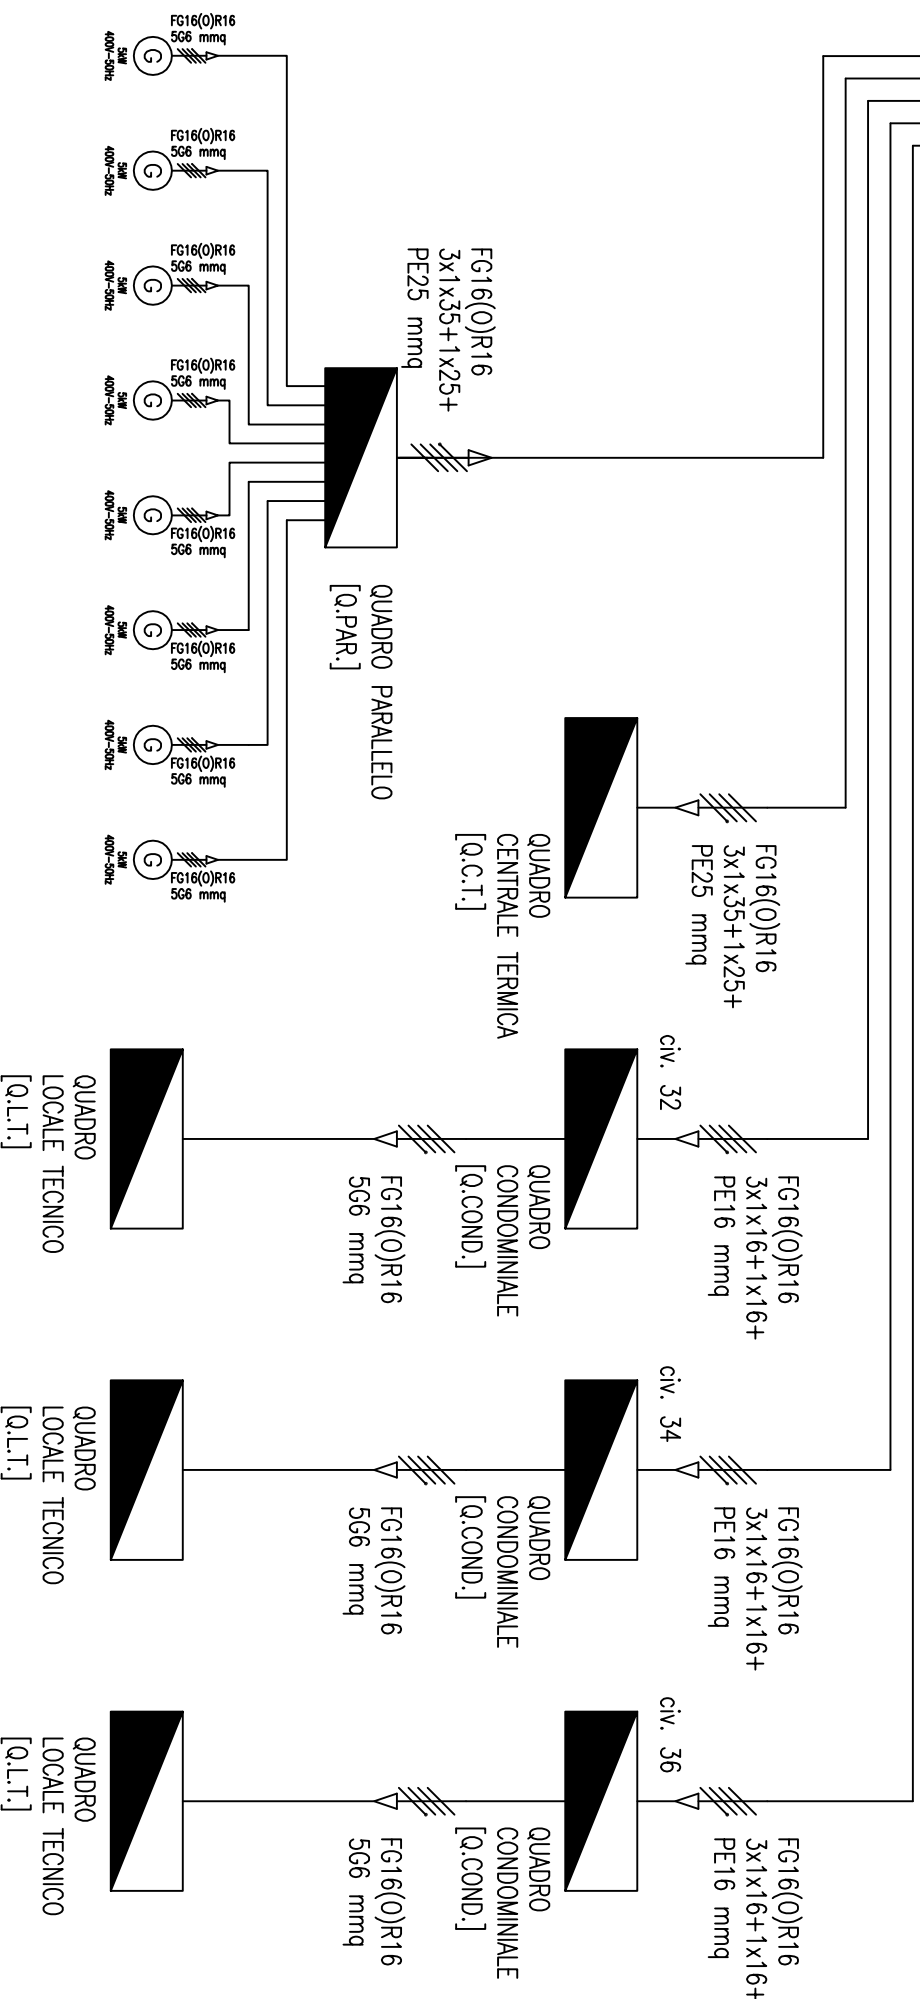 FG16(O)R16
5G6 mmq
5kW
400V-50Hz
G
FG16(O)R16
5G6 mmq
5kW
400V-50Hz
G
FG16(O)R16
5G6 mmq
5kW
400V-50Hz
G
FG16(O)R16
5G6 mmq
5kW
400V-50Hz
G
FG16(O)R16
5G6 mmq
5kW
400V-50Hz
G
FG16(O)R16
5G6 mmq
5kW
400V-50Hz
G
FG16(O)R16
5G6 mmq
5kW
400V-50Hz
G
FG16(O)R16
5G6 mmq
5kW
400V-50Hz
G
FG16(O)R16
3x1x35+1x25+
PE25 mmq
QUADRO PARALLELO
[Q.PAR.]
FG16(O)R16
3x1x35+1x25+
PE25 mmq
QUADRO
CENTRALE TERMICA
[Q.C.T.]
civ. 32
FG16(O)R16
3x1x16+1x16+
PE16 mmq
QUADRO
CONDOMINIALE
[Q.COND.]
FG16(O)R16
5G6 mmq
QUADRO
LOCALE TECNICO
[Q.L.T.]
civ. 34
FG16(O)R16
3x1x16+1x16+
PE16 mmq
QUADRO
CONDOMINIALE
[Q.COND.]
FG16(O)R16
5G6 mmq
QUADRO
LOCALE TECNICO
[Q.L.T.]
civ. 36
FG16(O)R16
3x1x16+1x16+
PE16 mmq
QUADRO
CONDOMINIALE
[Q.COND.]
FG16(O)R16
5G6 mmq
QUADRO
LOCALE TECNICO
[Q.L.T.]